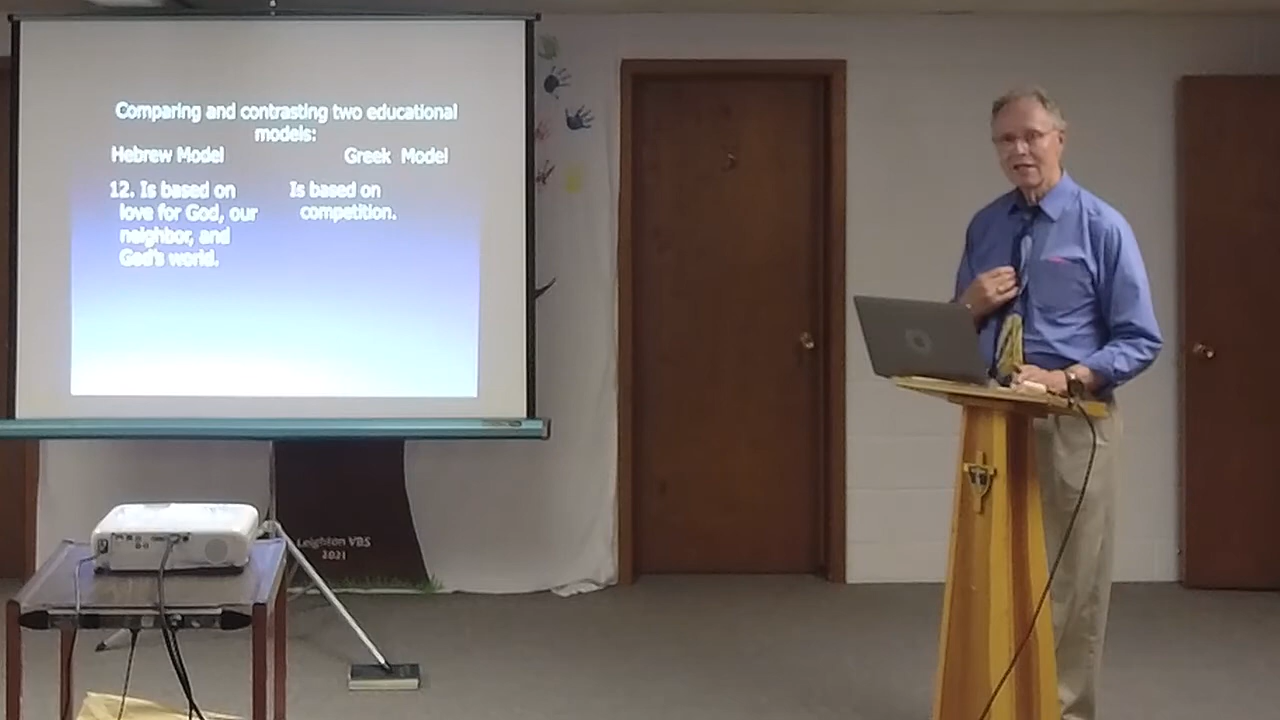 Comparing and contrasting two educational
models:
Hebrew Model Greek Model
12. Is based on
love for God, our
neighbor, and
God's world.
Is based on
competition.
Leighton VBS
2021
3